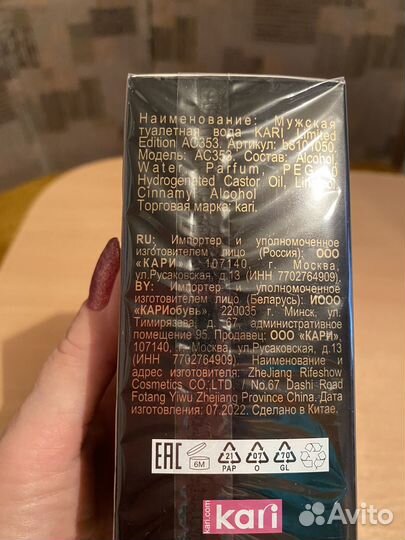 Наименование: Мужская
туалетная вода KARI Limited
Edition AC353. Артикул: b3101050.
Модель: AC353. Состав: Alcohol,
Water, Parfum, PEG
Hydrogenated Castor Oil,
Cinnamyl Alcohol
Торговая марка: kari.
RU: Импортер и уполномоченное
изготовителем лицо (Россия): ООО
«КАРИ», 107140, г. Москва,
ул.Русаковская, д.13 (ИНН 7702764909).
BY: Импортер и уполномоченное
изготовителем лицо (Беларусь): ИООО
«КАРИобувь», 220035 г. Минск, ул.
Тимирязева, д. 67 административное
помещение 95. Продавец: ООО «КАРИ»,
107140, г. Москва, ул.Русаковская, д.13
(ИНН 7702764909). Наименование и
адрес изготовителя: ZheJiang Rifeshow
Cosmetics CO.,LTD. / No.67 Dashi Road
Fotang Yiwu Zhejiang Province China. Дата
изготовления: 07.2022. Сделано в Китае.
EAC 6M 21 PAP 07 O 70 GL
kari.com kari
Avito